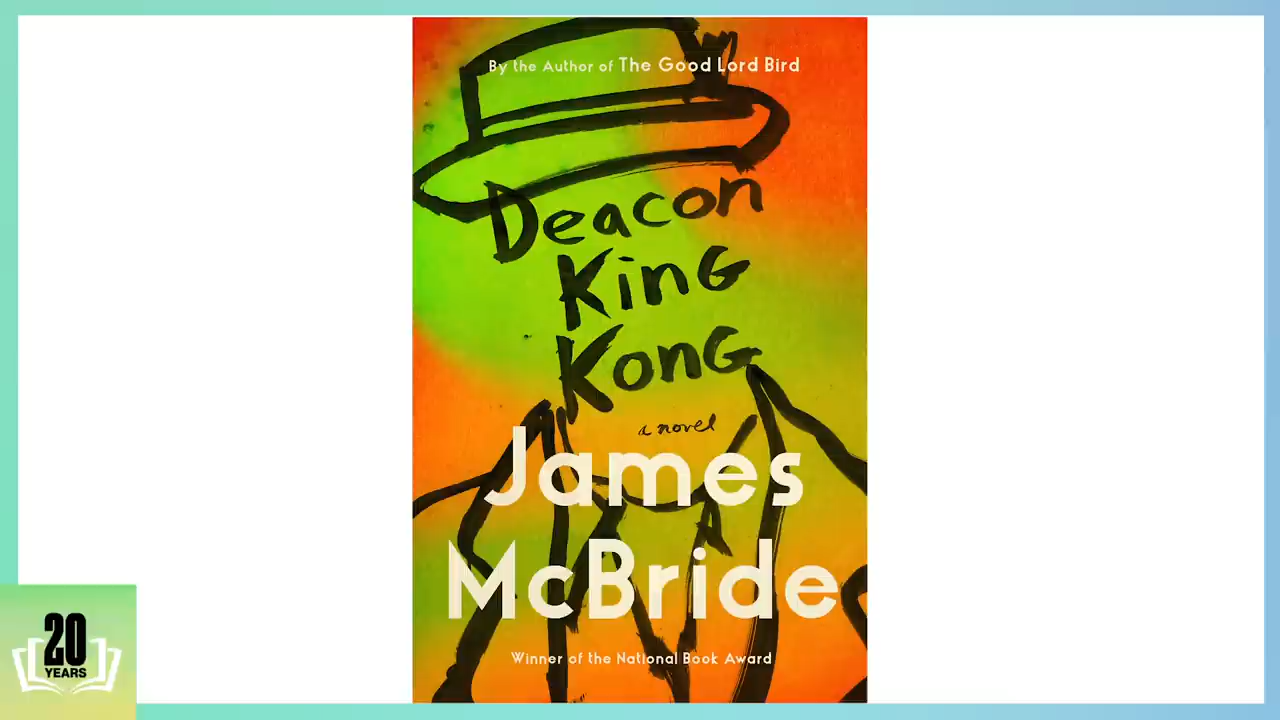 By the Author of The Good Lord Bird
Deacon
King
Kong
a novel
James
McBride
Winner of the National Book Award
20
YEARS